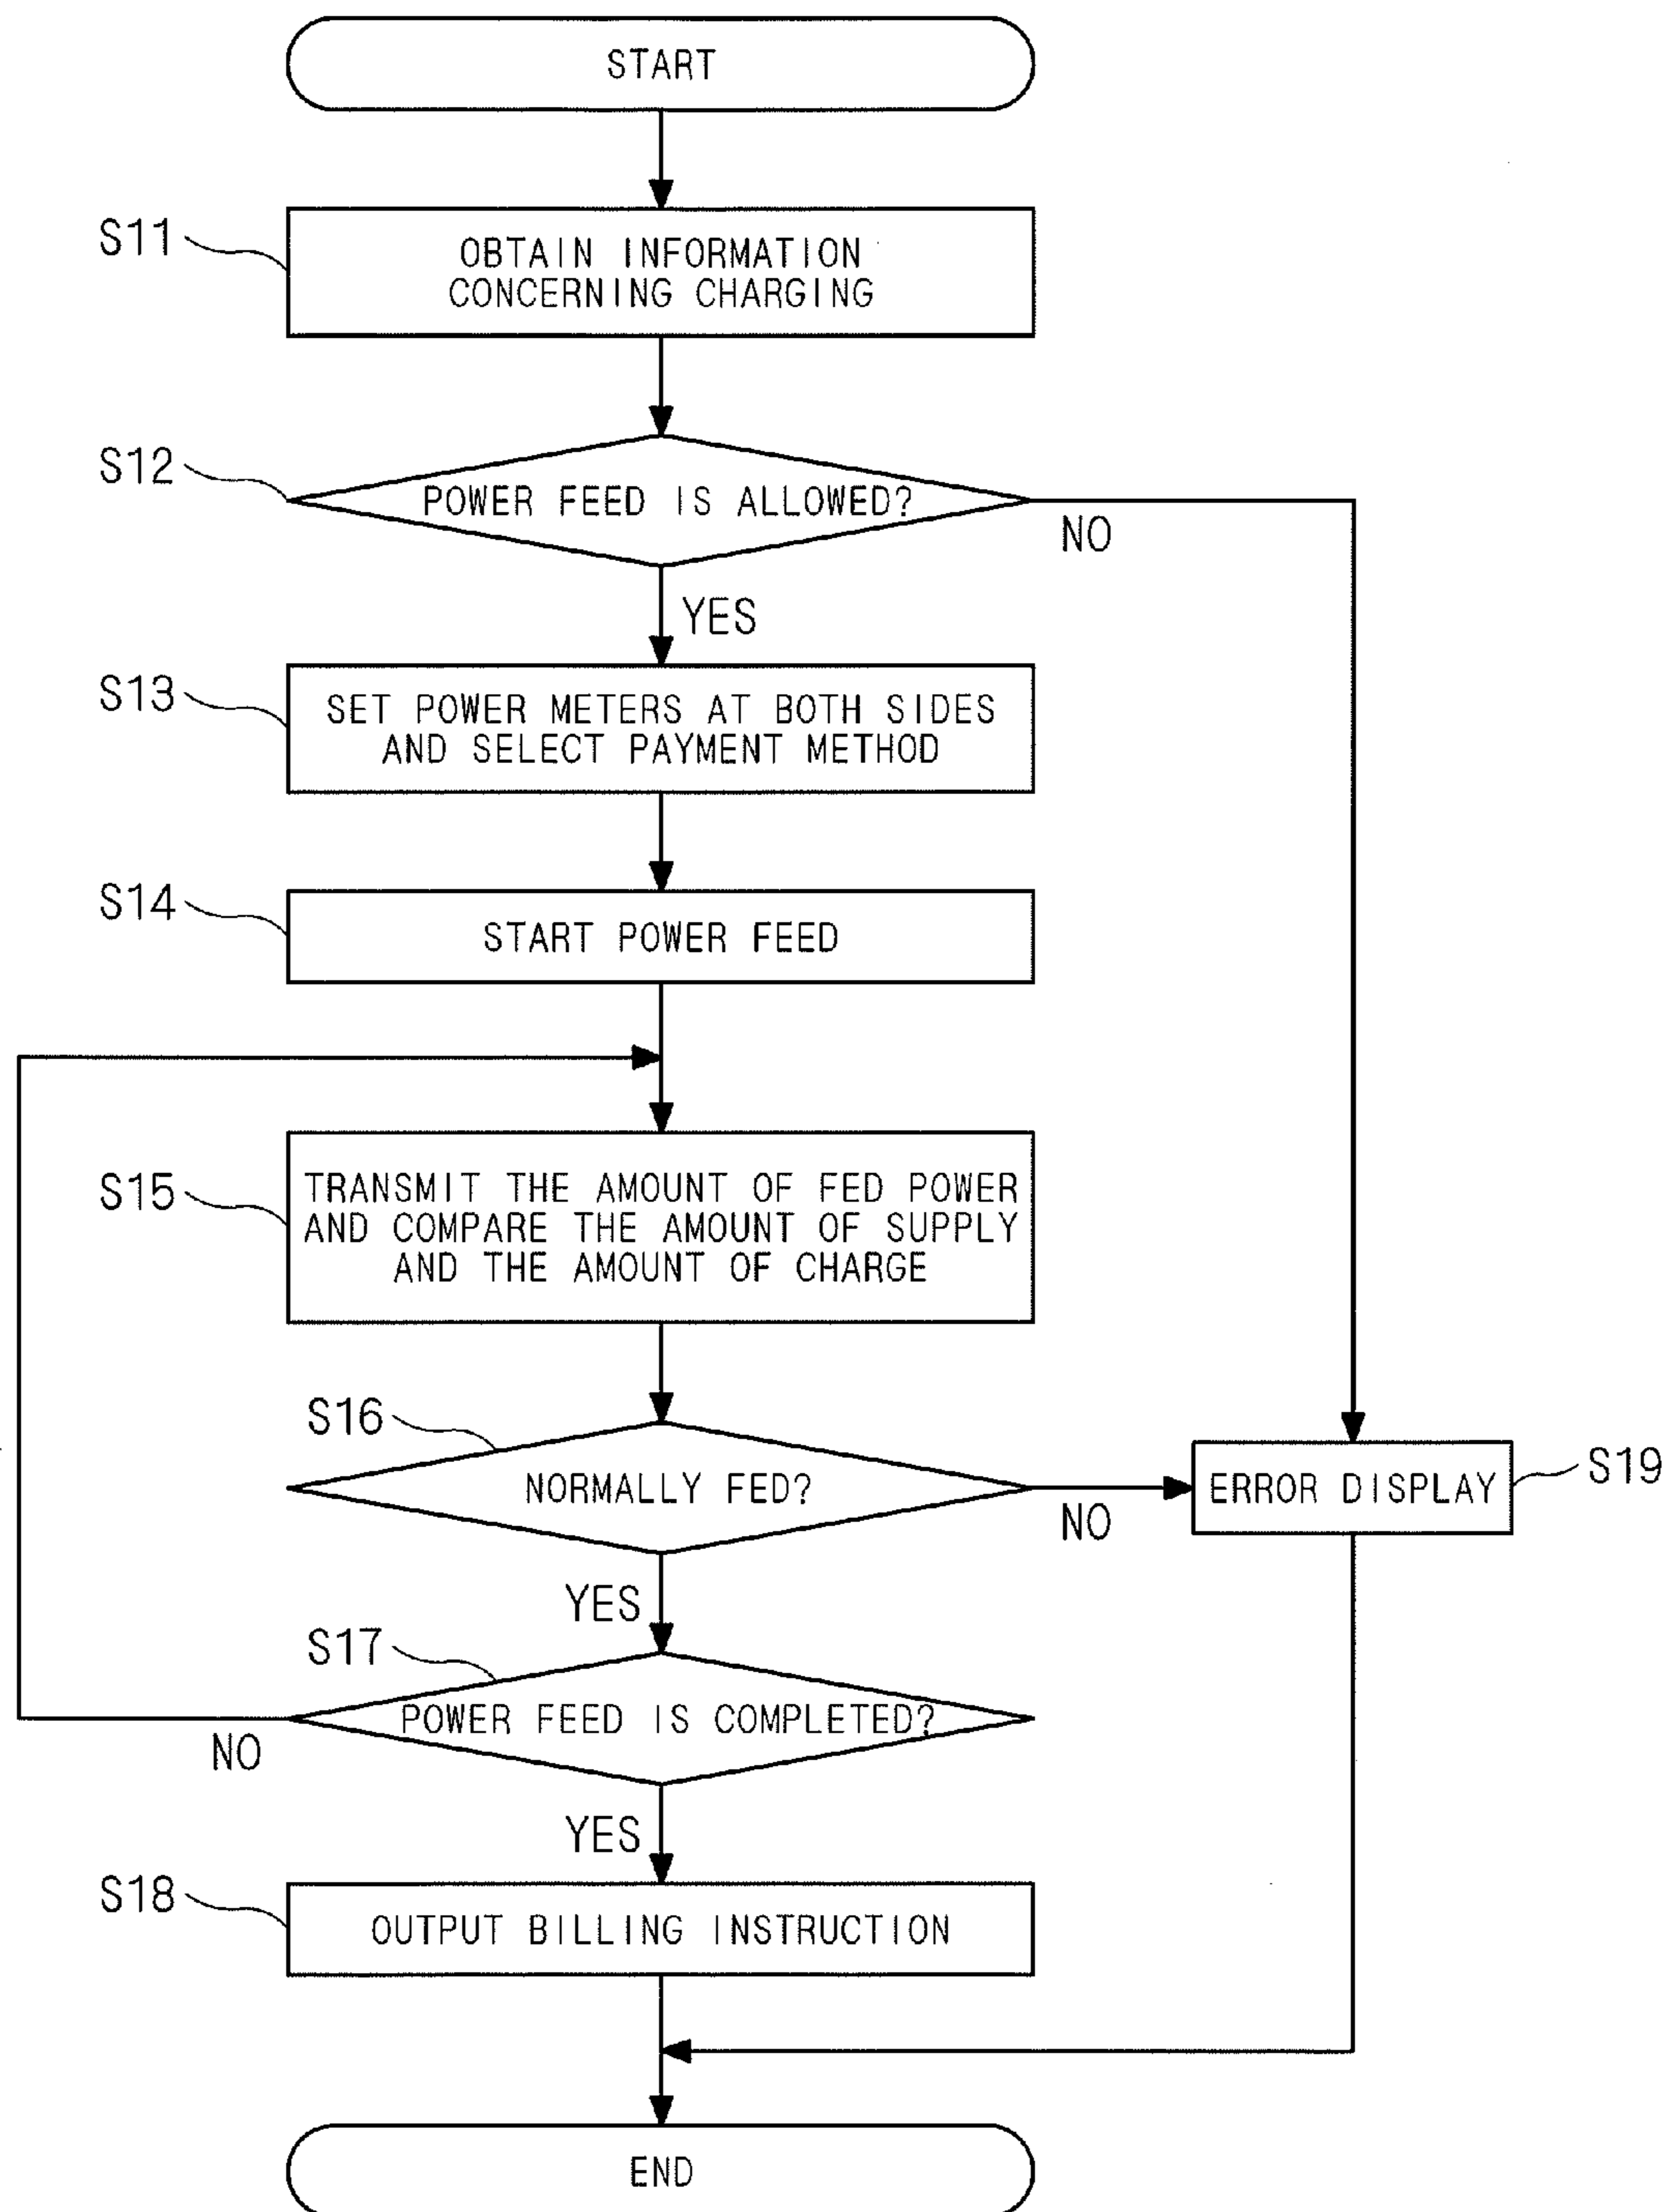 START
S11
OBTAIN INFORMATION
CONCERNING CHARGING
S12
POWER FEED IS ALLOWED?
NO
YES
S13
SET POWER METERS AT BOTH SIDES
AND SELECT PAYMENT METHOD
S14
START POWER FEED
S15
TRANSMIT THE AMOUNT OF FED POWER
AND COMPARE THE AMOUNT OF SUPPLY
AND THE AMOUNT OF CHARGE
S16
NORMALLY FED?
NO
ERROR DISPLAY
S19
YES
S17
POWER FEED IS COMPLETED?
NO
YES
S18
OUTPUT BILLING INSTRUCTION
END